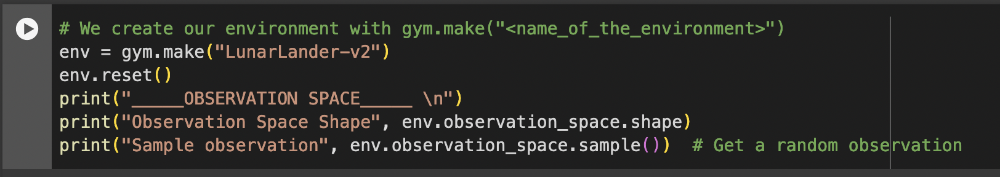 # We create our environment with gym.make("<name_of_the_environment>")
env = gym.make("LunarLander-v2")
env.reset()
print("_____OBSERVATION SPACE_____ \n")
print("Observation Space Shape", env.observation_space.shape)
print("Sample observation", env.observation_space.sample())  # Get a random observation